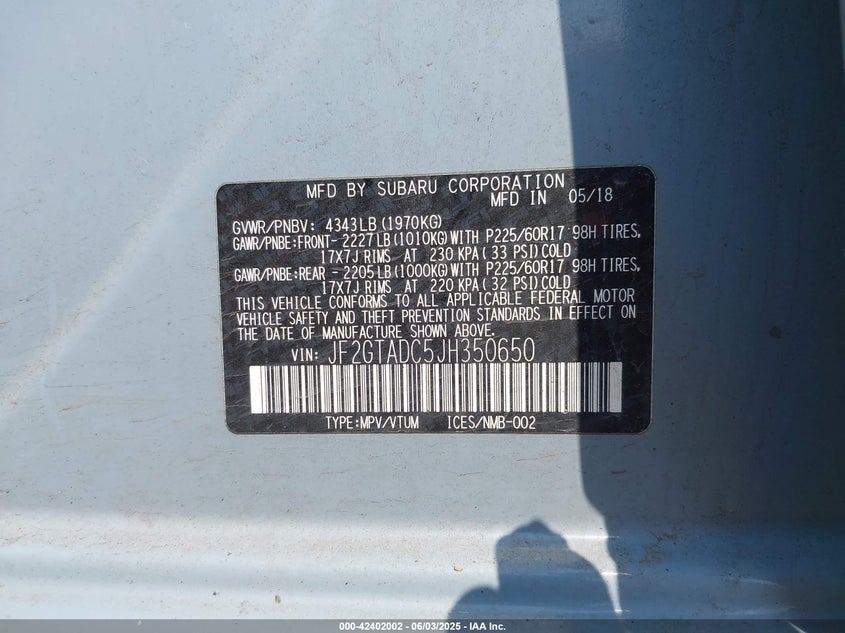 MFD BY SUBARU CORPORATION
MFD IN 05/18
GVWR/PNBV: 4343LB (1970KG)
GAWR/PNBE:FRONT- 2227LB (1010KG) WITH P225/60R17 98H TIRES,
17X7J RIMS AT 230 KPA ( 33 PSI) COLD
GAWR/PNBE:REAR - 2205LB (1000KG) WITH P225/60R17 98H TIRES,
17X7J RIMS AT 220 KPA ( 32 PSI) COLD
THIS VEHICLE CONFORMS TO ALL APPLICABLE FEDERAL MOTOR
VEHICLE SAFETY AND THEFT PREVENTION STANDARDS IN EFFECT ON
THE DATE OF MANUFACTURE SHOWN ABOVE.
VIN: JF2GTADC5JH350650
TYPE:MPV/VTUM ICES/NMB-002
000-42402002 - 06/03/2025 - IAA Inc.